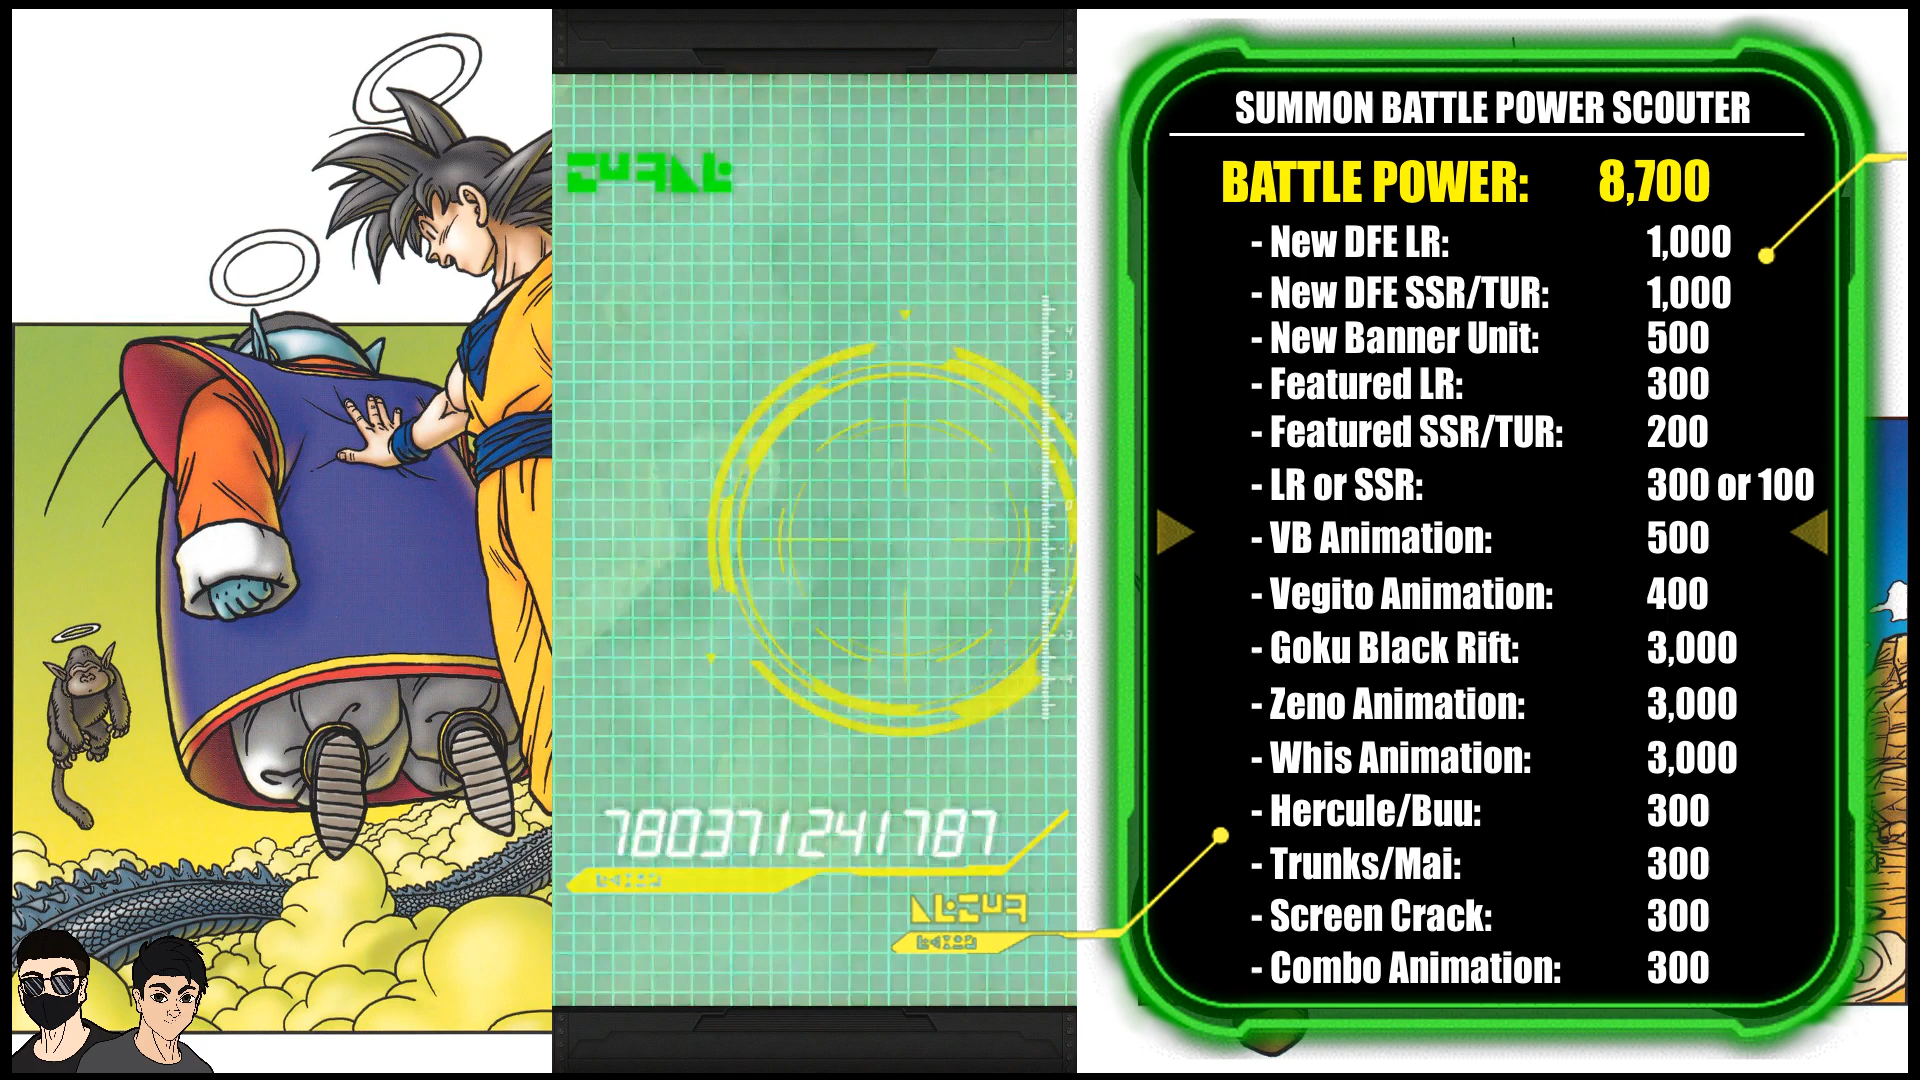 SUMMON BATTLE POWER SCOUTER
BATTLE POWER: 8,700
- New DFE LR: 1,000
- New DFE SSR/TUR: 1,000
- New Banner Unit: 500
- Featured LR: 300
- Featured SSR/TUR: 200
- LR or SSR: 300 or 100
- VB Animation: 500
- Vegito Animation: 400
- Goku Black Rift: 3,000
- Zeno Animation: 3,000
- Whis Animation: 3,000
- Hercule/Buu: 300
- Trunks/Mai: 300
- Screen Crack: 300
- Combo Animation: 300
780371241787